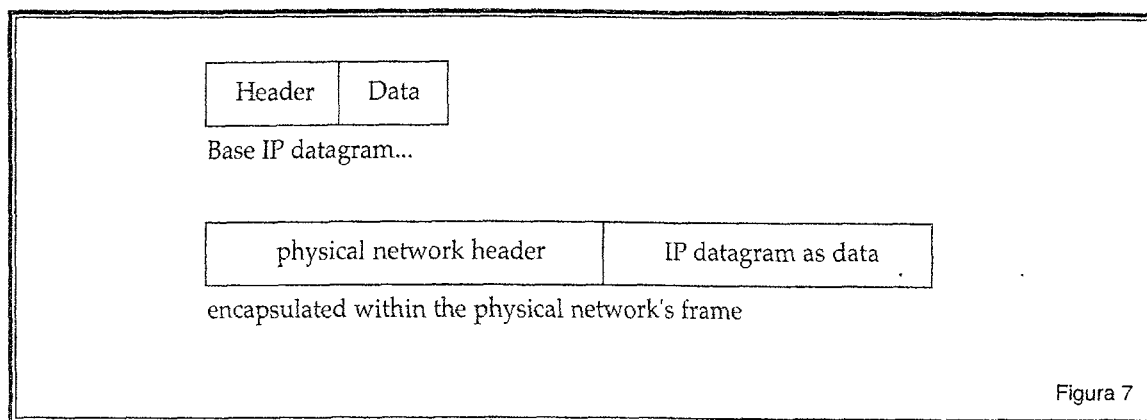 Header Data
Base IP datagram...
physical network header IP datagram as data
encapsulated within the physical network's frame
Figura 7